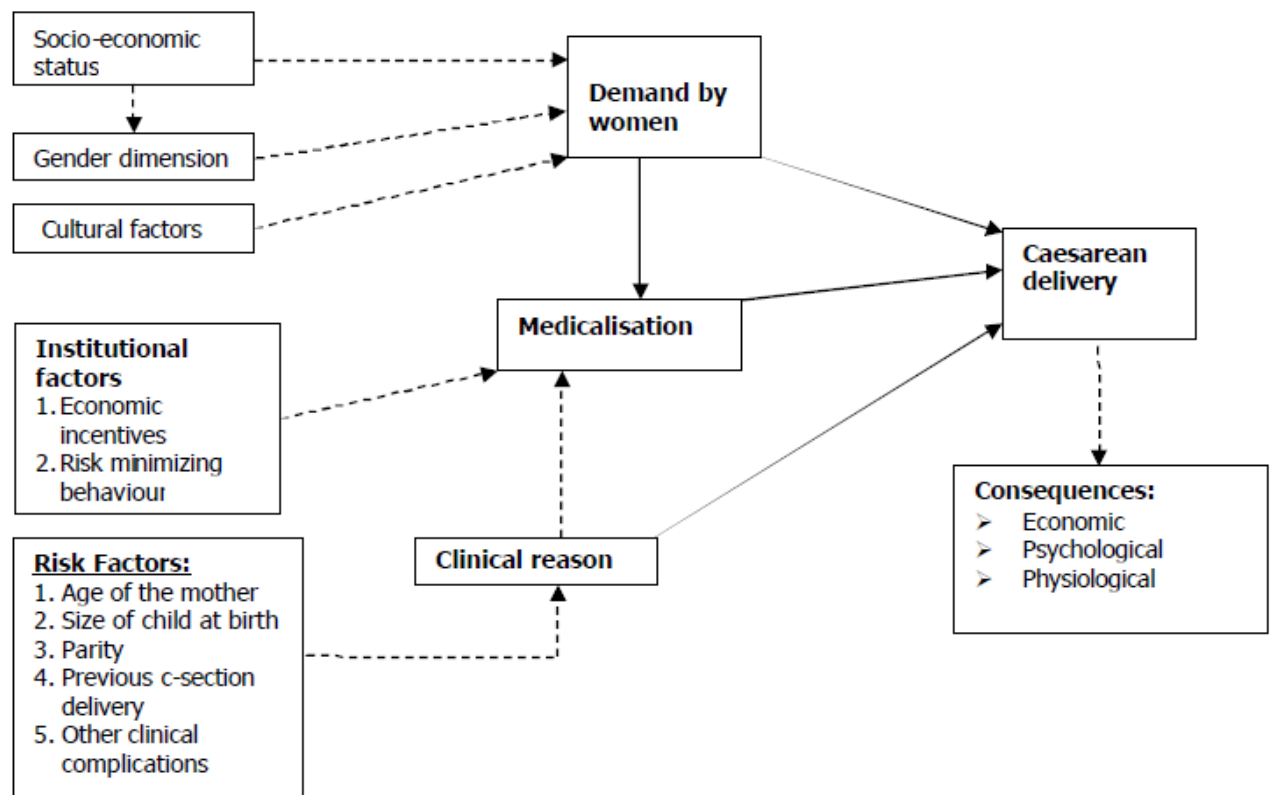 Socio-economic
status
Gender dimension
Cultural factors
Demand by
women
Medicalisation
Caesarean
delivery
Institutional
factors
1. Economic
incentives
2. Risk minimizing
behaviour
Clinical reason
Risk Factors:
1. Age of the mother
2. Size of child at birth
3. Parity
4. Previous c-section
delivery
5. Other clinical
complications
Consequences:
➢ Economic
➢ Psychological
➢ Physiological